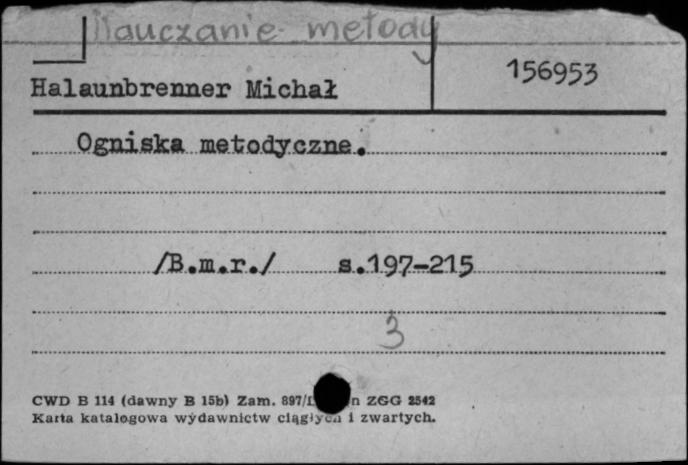 Nauczanie - metody
156953
Halaunbrenner Michał
Ogniska metodyczne.
/B.m.r./ s.197-215
3
CWD B 114 (dawny B 15b) Zam. 897/ n ZGG 2542
Karta katalogowa wydawnictw ciągłych i zwartych.